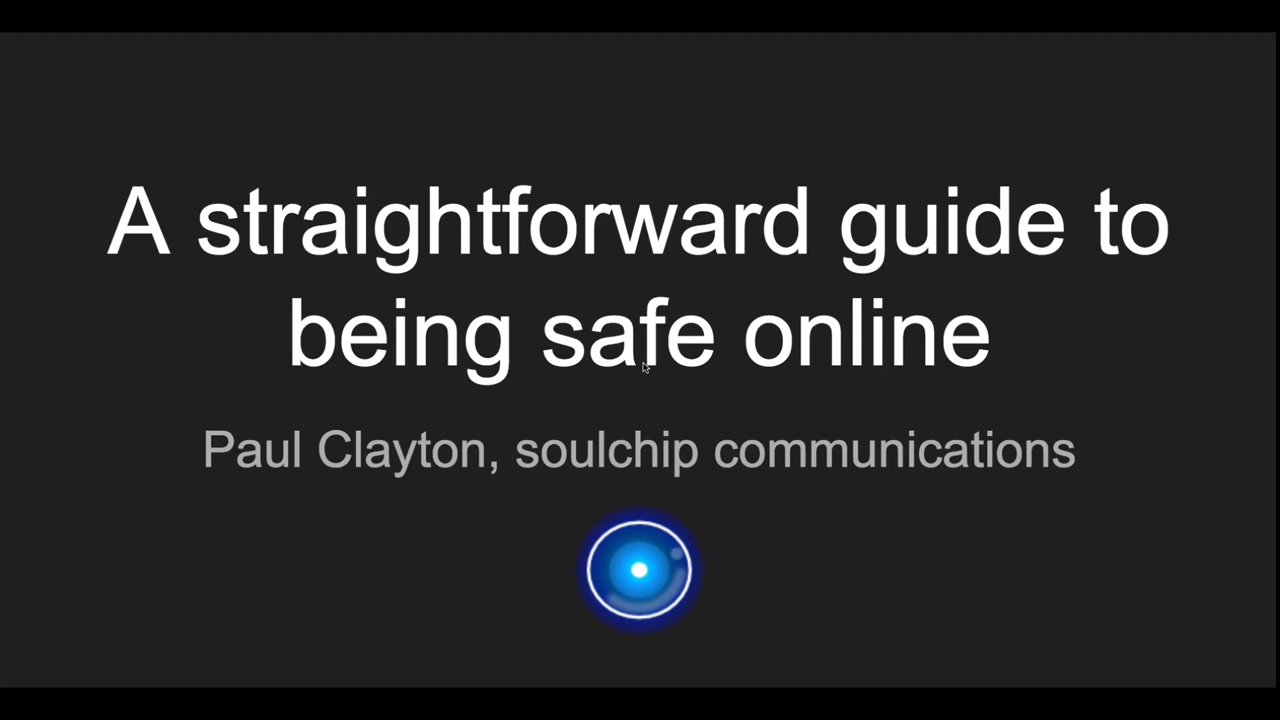 A straightforward guide to
being safe online
Paul Clayton, soulchip communications